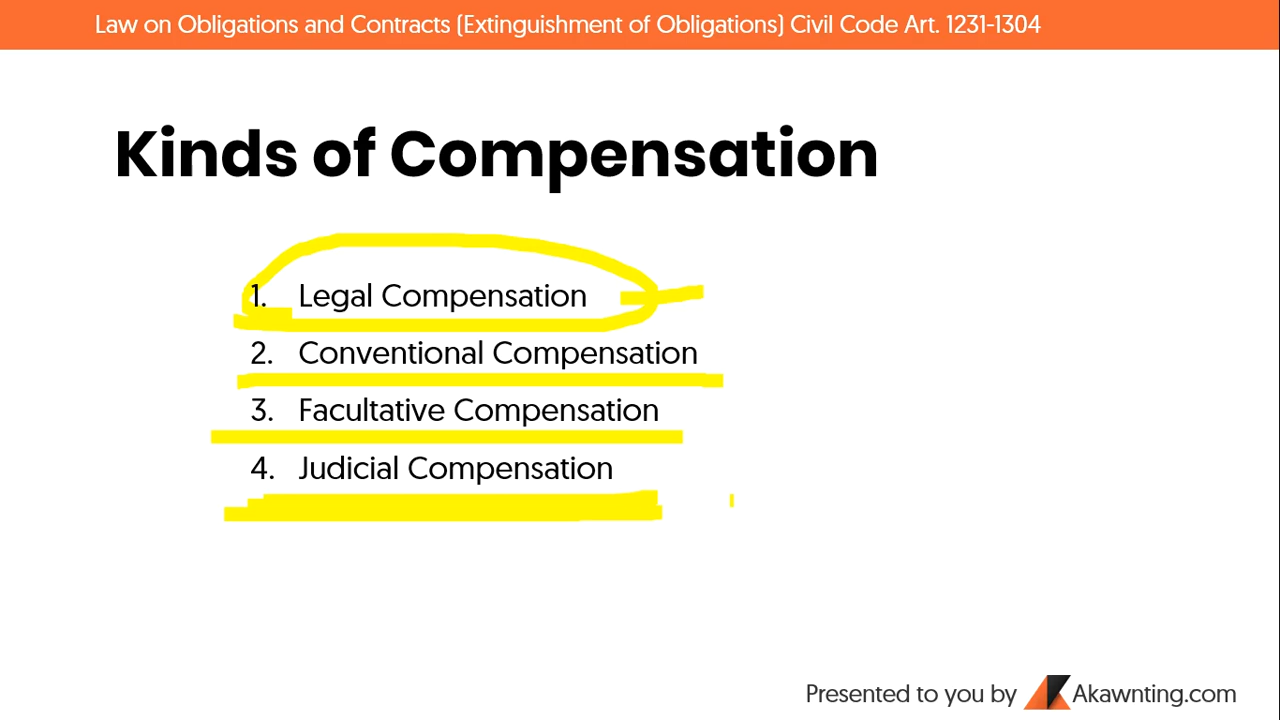 Law on Obligations and Contracts (Extinguishment of Obligations) Civil Code Art. 1231-1304
Kinds of Compensation
1. Legal Compensation
2. Conventional Compensation
3. Facultative Compensation
4. Judicial Compensation
Presented to you by Akawnting.com